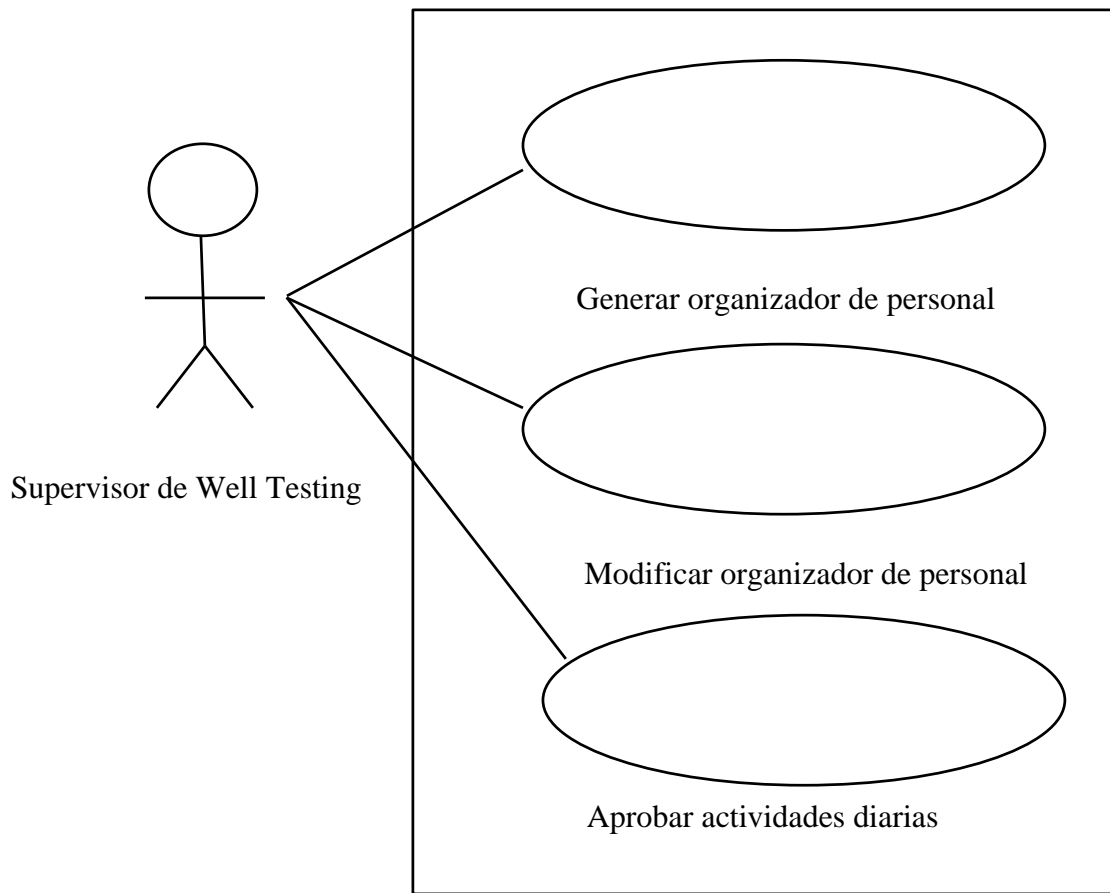 Generar organizador de personal
Supervisor de Well Testing
Modificar organizador de personal
Aprobar actividades diarias